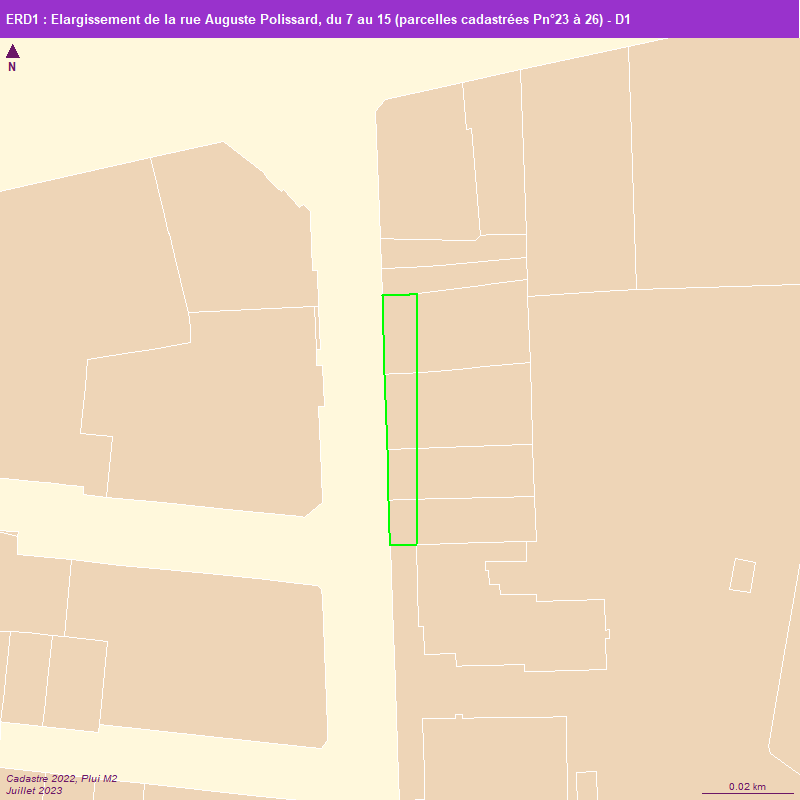 ERD1 : Elargissement de la rue Auguste Polissard, du 7 au 15 (parcelles cadastrées Pn°23 à 26) - D1
N
Cadastre 2022, Plui M2
Juillet 2023
0.02 km